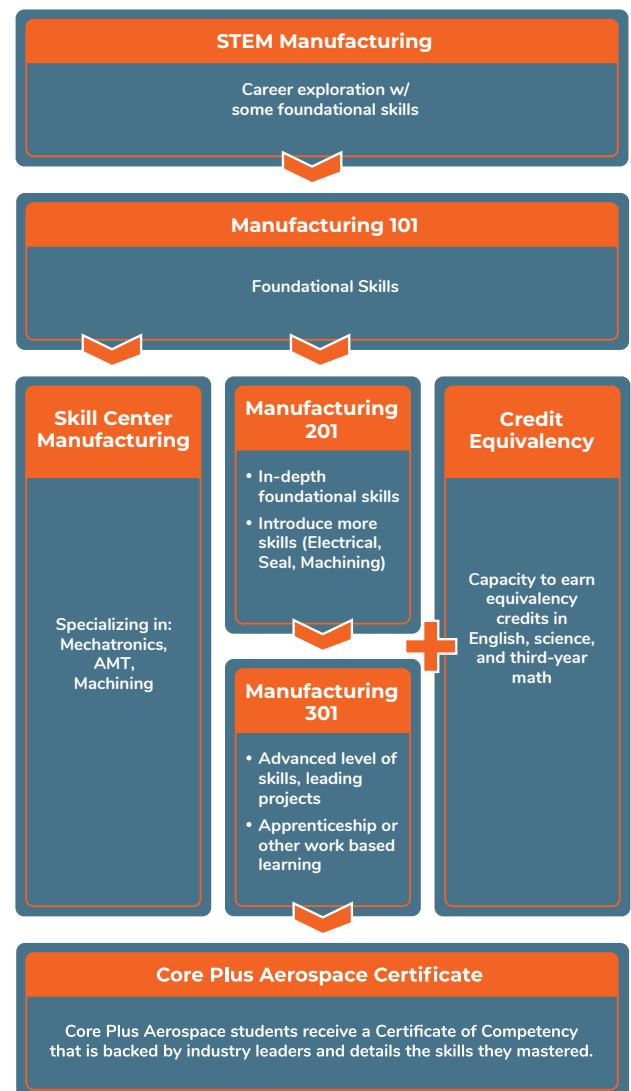 STEM Manufacturing
Career exploration w/
some foundational skills
Manufacturing 101
Foundational Skills
Skill Center
Manufacturing
Specializing in:
Mechatronics,
AMT,
Machining
Manufacturing
201
• In-depth
foundational skills
• Introduce more
skills (Electrical,
Seal, Machining)
Manufacturing
301
• Advanced level of
skills, leading
projects
• Apprenticeship or
other work based
learning
Credit
Equivalency
Capacity to earn
equivalency
credits in
English, science,
and third-year
math
Core Plus Aerospace Certificate
Core Plus Aerospace students receive a Certificate of Competency
that is backed by industry leaders and details the skills they mastered.